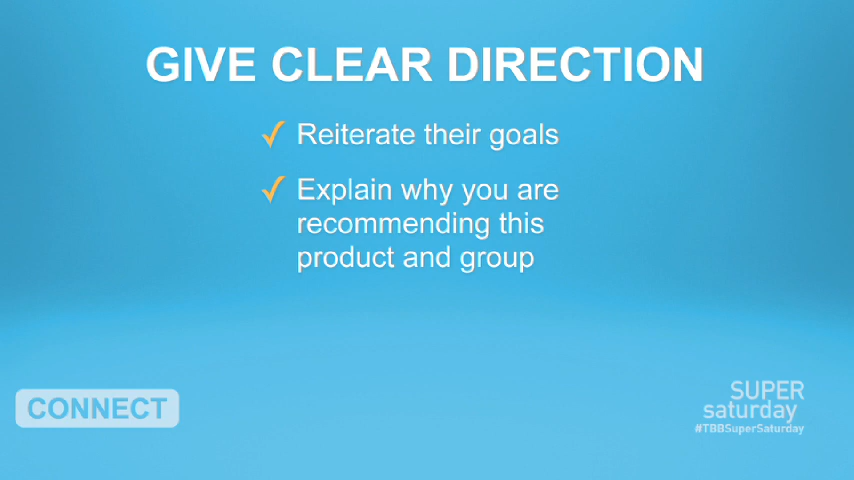 GIVE CLEAR DIRECTION
✓ Reiterate their goals
✓ Explain why you are
recommending this
product and group
CONNECT
SUPER
saturday
#TBBSuperSaturday